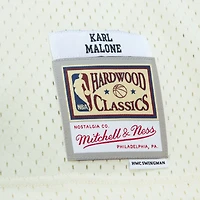 KARL
MALONE
HARDWOOD
NBA
CLASSICS
NOSTALGIA CO.
Mitchell & Ness
PHILADELPHIA, PA.
HWC SWINGMAN